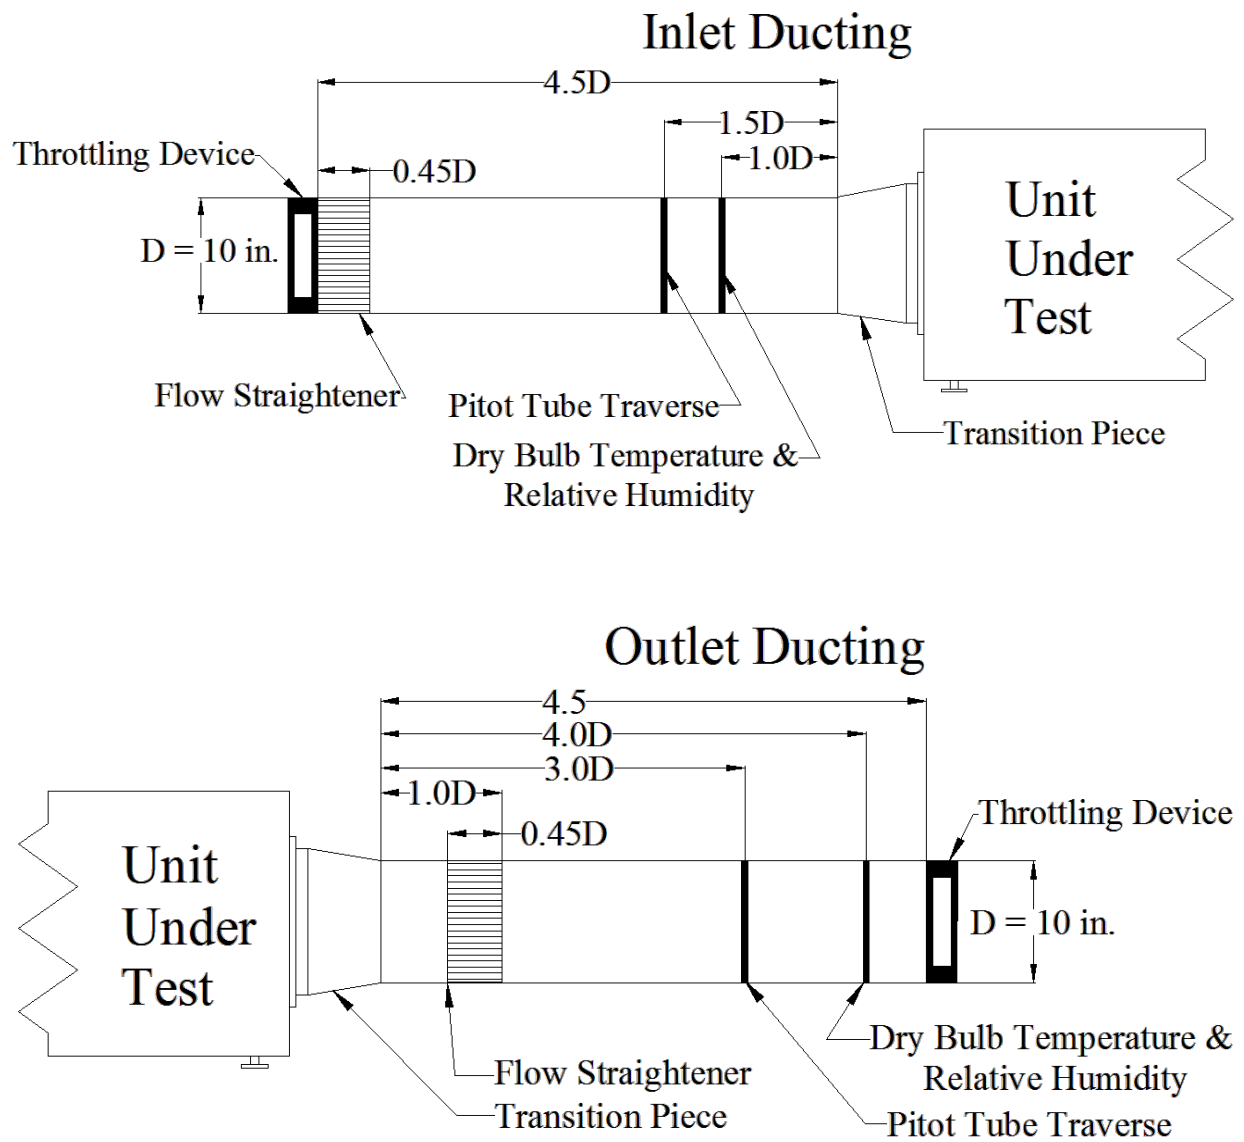 Inlet Ducting
4.5D
1.5D
Throttling Device
0.45D
1.0D
D = 10 in.
Unit
Under
Test
Flow Straightener
Pitot Tube Traverse
Transition Piece
Dry Bulb Temperature &
Relative Humidity
Outlet Ducting
4.5
4.0D
3.0D
1.0D
Throttling Device
0.45D
Unit
Under
Test
D = 10 in.
Dry Bulb Temperature &
Relative Humidity
Flow Straightener
Transition Piece
Pitot Tube Traverse